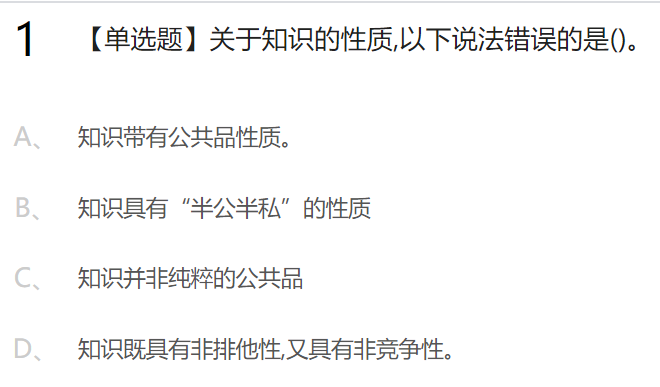 1 【单选题】关于知识的性质,以下说法错误的是()。
A、 知识带有公共品性质。
B、 知识具有“半公半私”的性质
C、 知识并非纯粹的公共品
D、 知识既具有非排他性,又具有非竞争性。